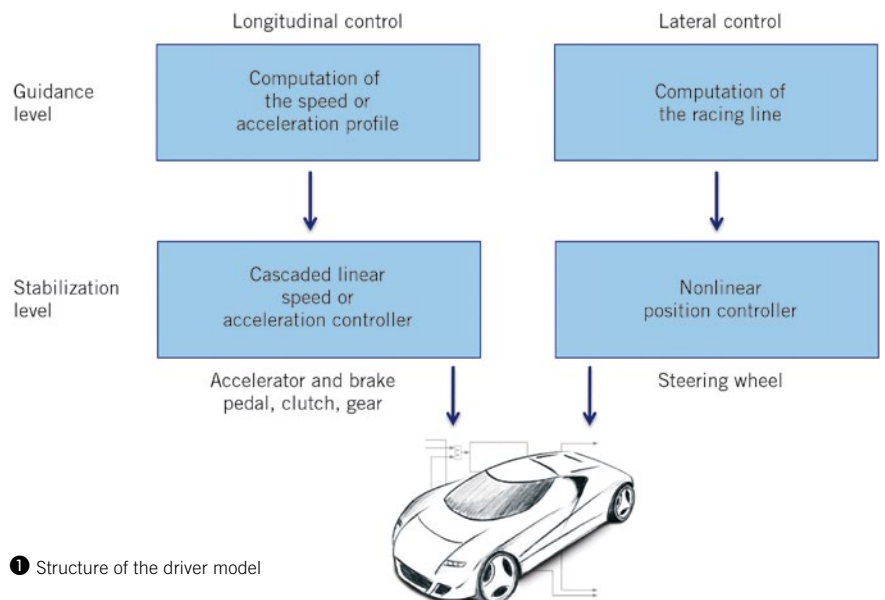 Longitudinal control
Lateral control
Guidance
level
Computation of
the speed or
acceleration profile
Computation of
the racing line
Stabilization
level
Cascaded linear
speed or
acceleration controller
Nonlinear
position controller
Accelerator and brake
pedal, clutch, gear
Steering wheel
❶ Structure of the driver model